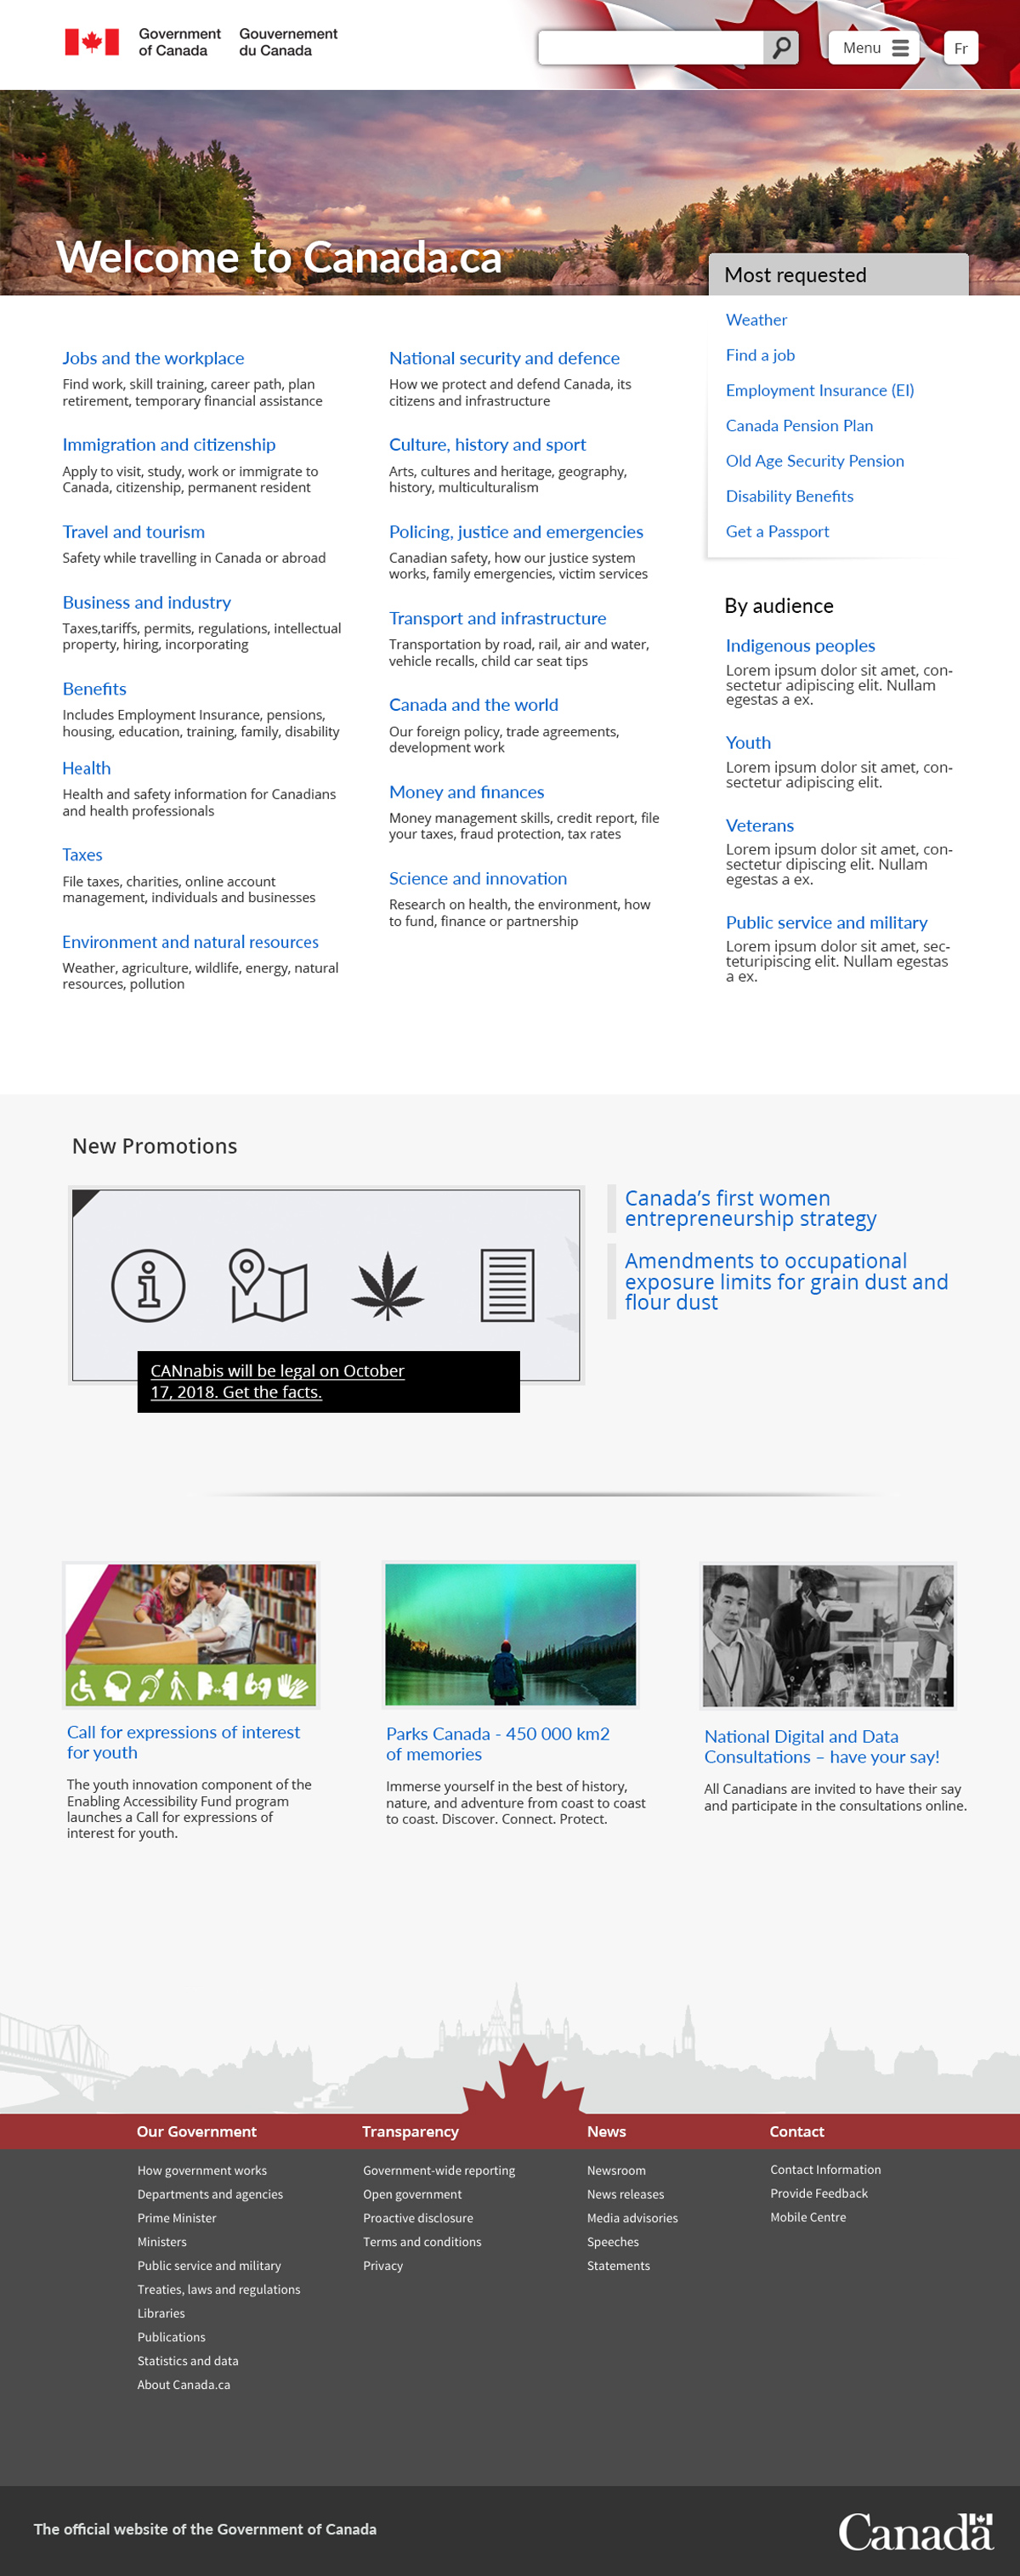 Government
of Canada
Gouvernement
du Canada
Menu
Fr
Welcome to Canada.ca
Most requested
Weather
Find a job
Employment Insurance (EI)
Canada Pension Plan
Old Age Security Pension
Disability Benefits
Get a Passport
Jobs and the workplace
Find work, skill training, career path, plan
retirement, temporary financial assistance
Immigration and citizenship
Apply to visit, study, work or immigrate to
Canada, citizenship, permanent resident
Travel and tourism
Safety while travelling in Canada or abroad
Business and industry
Taxes,tariffs, permits, regulations, intellectual
property, hiring, incorporating
Benefits
Includes Employment Insurance, pensions,
housing, education, training, family, disability
Health
Health and safety information for Canadians
and health professionals
Taxes
File taxes, charities, online account
management, individuals and businesses
Environment and natural resources
Weather, agriculture, wildlife, energy, natural
resources, pollution
National security and defence
How we protect and defend Canada, its
citizens and infrastructure
Culture, history and sport
Arts, cultures and heritage, geography,
history, multiculturalism
Policing, justice and emergencies
Canadian safety, how our justice system
works, family emergencies, victim services
Transport and infrastructure
Transportation by road, rail, air and water,
vehicle recalls, child car seat tips
Canada and the world
Our foreign policy, trade agreements,
development work
Money and finances
Money management skills, credit report, file
your taxes, fraud protection, tax rates
Science and innovation
Research on health, the environment, how
to fund, finance or partnership
By audience
Indigenous peoples
Lorem ipsum dolor sit amet, con-
sectetur adipiscing elit. Nullam
egestas a ex.
Youth
Lorem ipsum dolor sit amet, con-
sectetur adipiscing elit.
Veterans
Lorem ipsum dolor sit amet, con-
sectetur dipiscing elit. Nullam
egestas a ex.
Public service and military
Lorem ipsum dolor sit amet, sec-
teturipiscing elit. Nullam egestas
a ex.
New Promotions
CANnabis will be legal on October
17, 2018. Get the facts.
Canada’s first women
entrepreneurship strategy
Amendments to occupational
exposure limits for grain dust and
flour dust
Call for expressions of interest
for youth
The youth innovation component of the
Enabling Accessibility Fund program
launches a Call for expressions of
interest for youth.
Parks Canada - 450 000 km2
of memories
Immerse yourself in the best of history,
nature, and adventure from coast to coast
to coast. Discover. Connect. Protect.
National Digital and Data
Consultations – have your say!
All Canadians are invited to have their say
and participate in the consultations online.
Our Government
How government works
Departments and agencies
Prime Minister
Ministers
Public service and military
Treaties, laws and regulations
Libraries
Publications
Statistics and data
About Canada.ca
Transparency
Government-wide reporting
Open government
Proactive disclosure
Terms and conditions
Privacy
News
Newsroom
News releases
Media advisories
Speeches
Statements
Contact
Contact Information
Provide Feedback
Mobile Centre
The official website of the Government of Canada
Canada